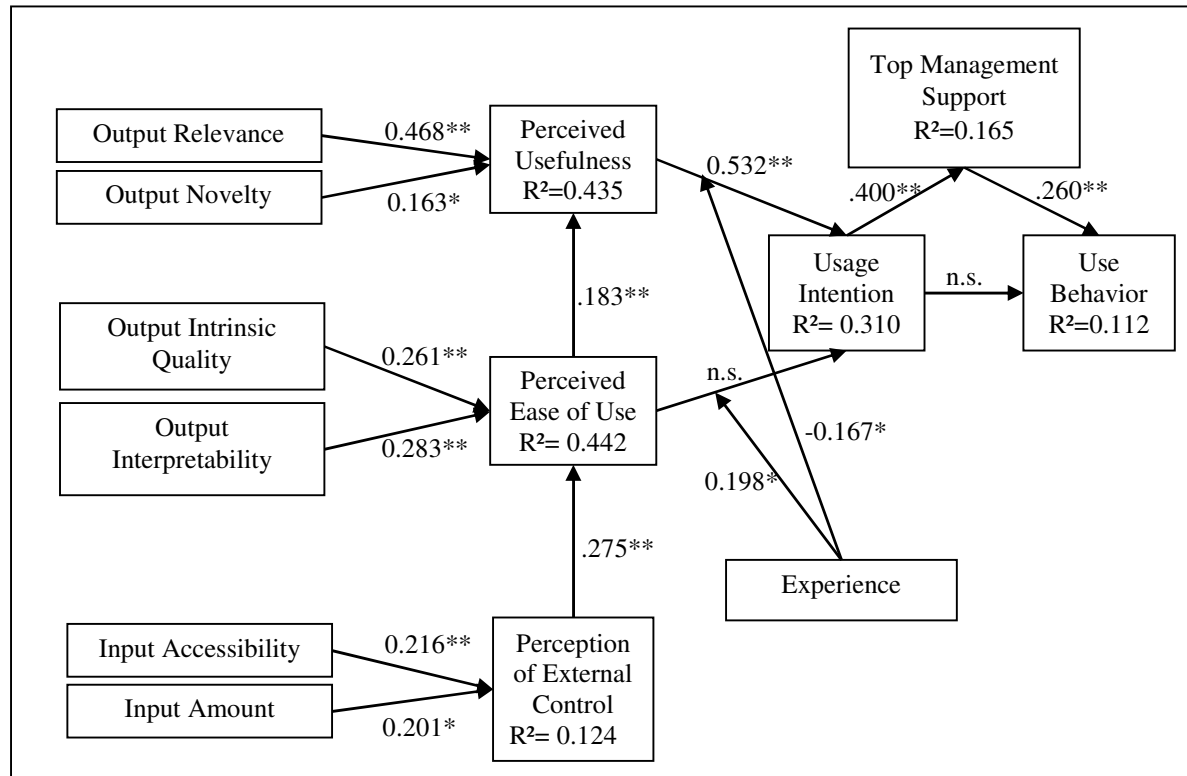 Top Management
Support
R²=0.165
Output Relevance
0.468**
Perceived
Usefulness
R²=0.435
0.532**
Output Novelty
0.163*
.400**
.260**
Usage
Intention
R²= 0.310
n.s.
Use
Behavior
R²=0.112
.183**
Output Intrinsic
Quality
0.261**
Perceived
Ease of Use
R²= 0.442
n.s.
Output
Interpretability
0.283**
-0.167*
0.198*
.275**
Experience
Input Accessibility
0.216**
Perception
of External
Control
R²= 0.124
Input Amount
0.201*